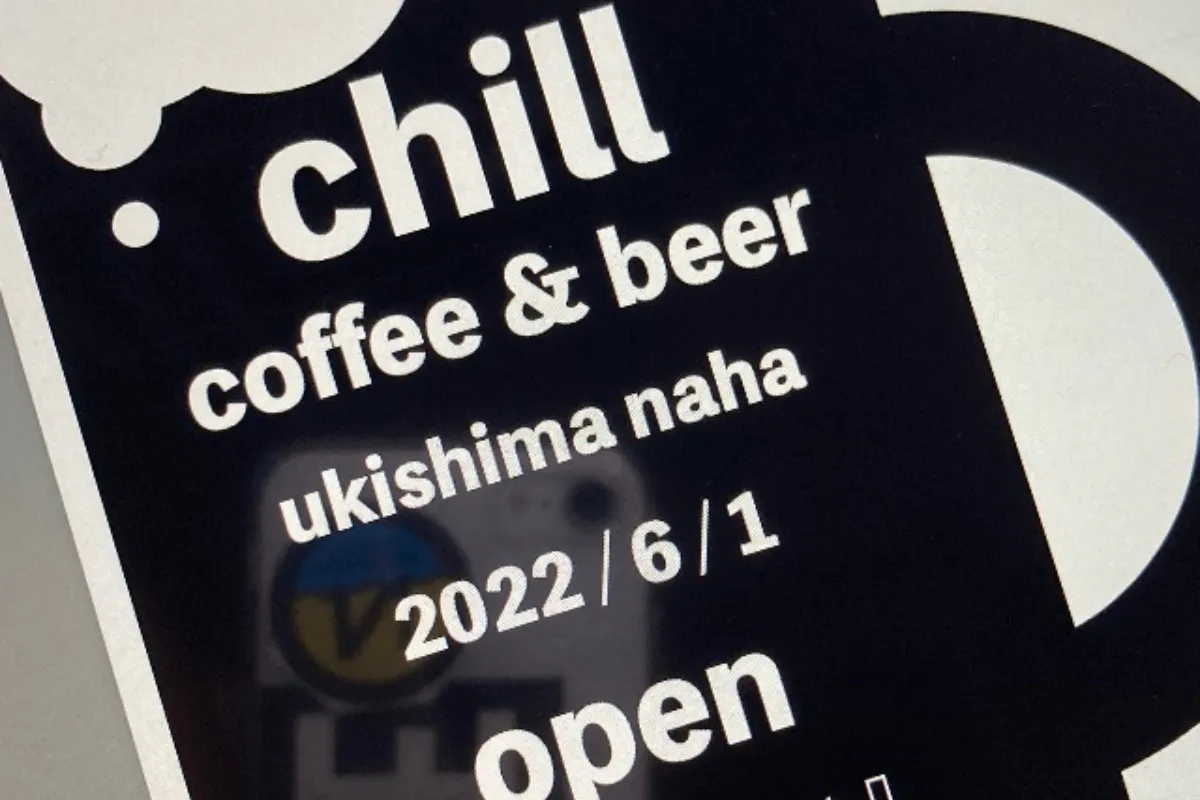 chill
coffee & beer
ukishima naha
2022/6/1
open